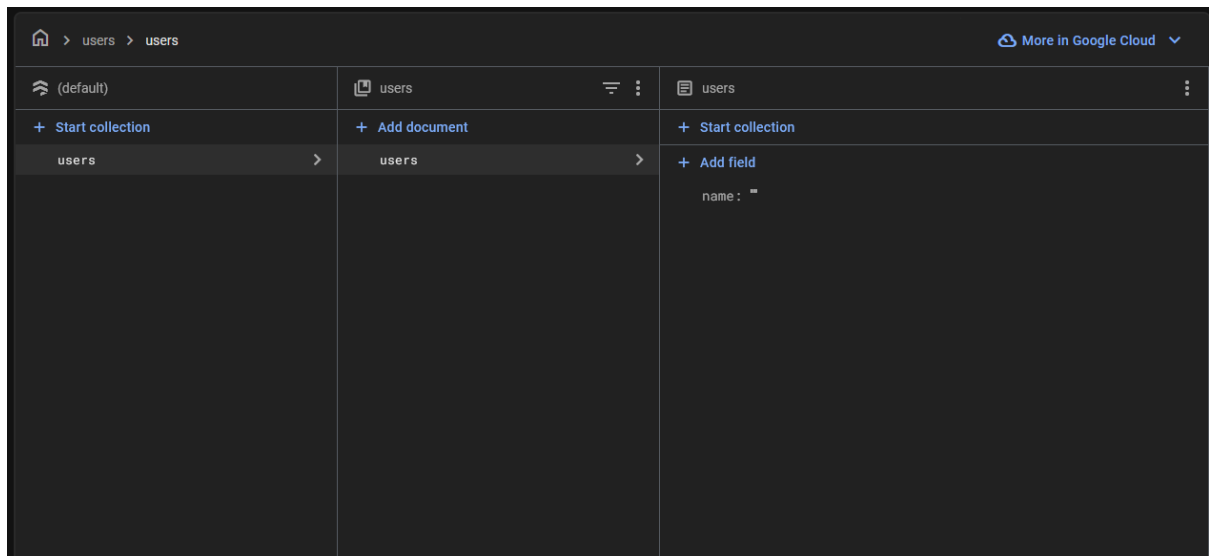 users > users
More in Google Cloud
(default)
users
users
+ Start collection
+ Add document
+ Start collection
users
users
+ Add field
name: ""